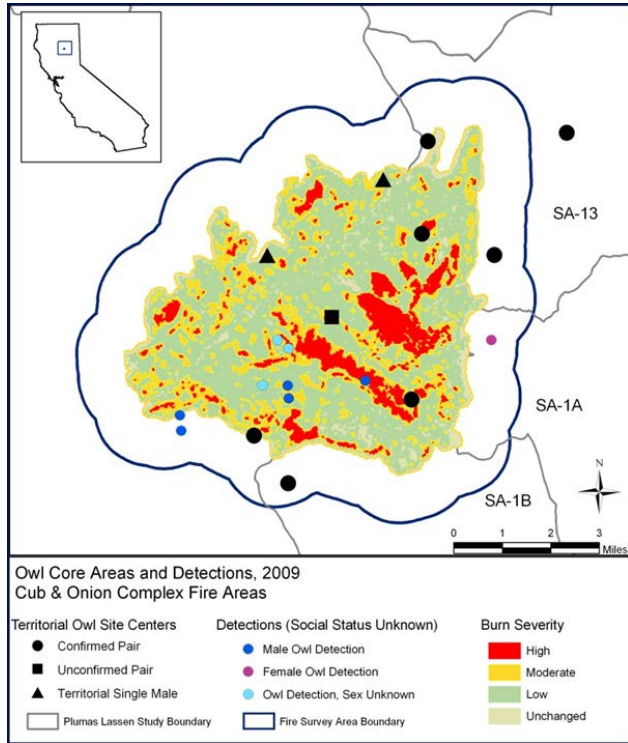 SA-13
SA-1A
N
SA-1B
0 1 2 3
Miles
Owl Core Areas and Detections, 2009
Cub & Onion Complex Fire Areas
Territorial Owl Site Centers
Confirmed Pair
Unconfirmed Pair
Territorial Single Male
Detections (Social Status Unknown)
Male Owl Detection
Female Owl Detection
Owl Detection, Sex Unknown
Burn Severity
High
Moderate
Low
Unchanged
Plumas Lassen Study Boundary
Fire Survey Area Boundary